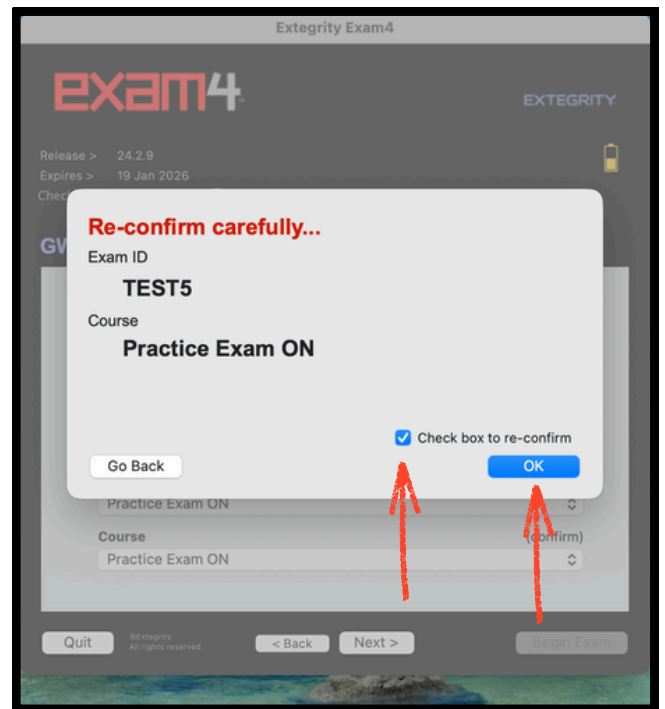 Extegrity Exam4
exam4
EXTEGRITY
Release > 24.2.9
Expires > 19 Jan 2026
Chec
GW
Re-confirm carefully...
Exam ID
TEST5
Course
Practice Exam ON
Check box to re-confirm
Go Back
OK
Practice Exam ON
Course (confirm)
Practice Exam ON
Quit
©Extegrity
All rights reserved.
< Back
Next >
Begin Exam